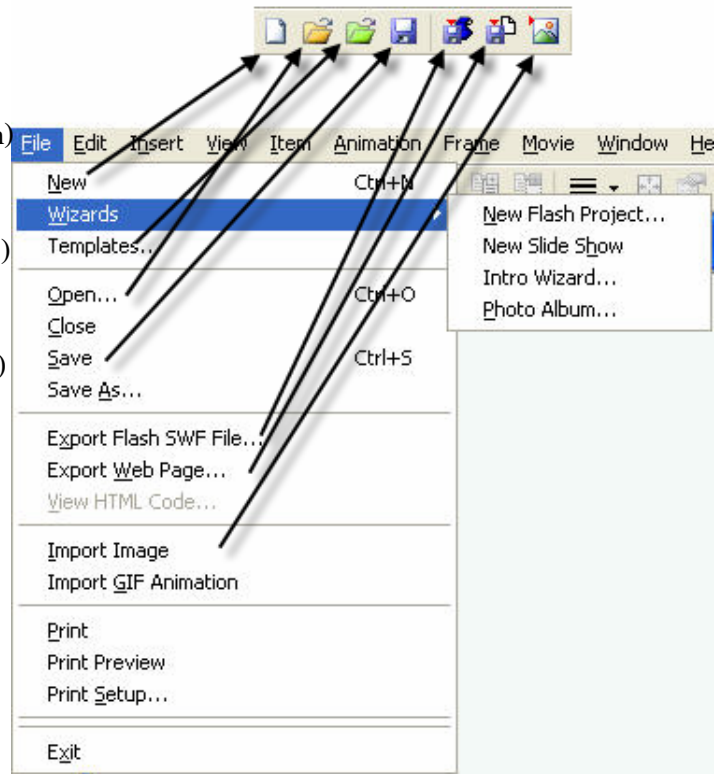 n)
File Edit Insert View Item Animation Frame Movie Window He
New Ctrl+N
Wizards
New Flash Project...
Templates...
)
New Slide Show
Intro Wizard...
Open... Ctrl+O
Photo Album...
Close
Save Ctrl+S
)
Save As...
Export Flash SWF File...
Export Web Page...
View HTML Code...
Import Image
Import GIF Animation
Print
Print Preview
Print Setup...
Exit